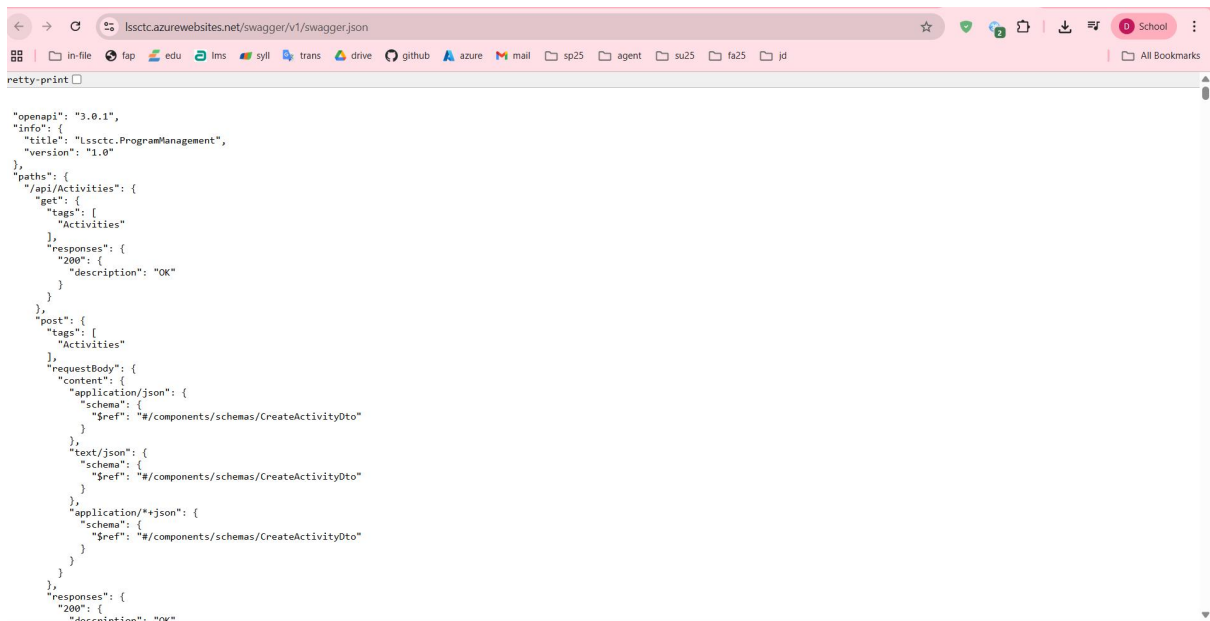 lssctc.azurewebsites.net/swagger/v1/swagger.json
2
D School
in-file fap edu lms syll trans drive github azure mail sp25 agent su25 fa25 jd All Bookmarks
retty-print
"openapi": "3.0.1",
"info": {
"title": "Lssctc.ProgramManagement",
"version": "1.0"
},
"paths": {
"/api/Activities": {
"get": {
"tags": [
"Activities"
],
"responses": {
"200": {
"description": "OK"
}
}
},
"post": {
"tags": [
"Activities"
],
"requestBody": {
"content": {
"application/json": {
"schema": {
"$ref": "#/components/schemas/CreateActivityDto"
}
},
"text/json": {
"schema": {
"$ref": "#/components/schemas/CreateActivityDto"
}
},
"application/*+json": {
"schema": {
"$ref": "#/components/schemas/CreateActivityDto"
}
}
}
},
"responses": {
"200": {
"description": "OK"